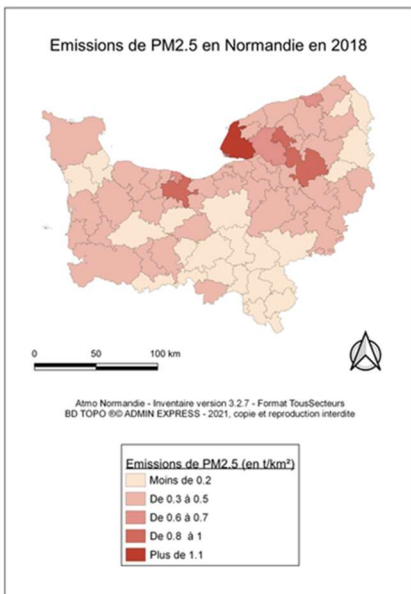 Emissions de PM2.5 en Normandie en 2018
0 50 100 km
Atmo Normandie - Inventaire version 3.2.7 - Format TousSecteurs
BD TOPO ®© ADMIN EXPRESS - 2021, copie et reproduction interdite
Emissions de PM2.5 (en t/km²)
Moins de 0.2
De 0.3 à 0.5
De 0.6 à 0.7
De 0.8 à 1
Plus de 1.1